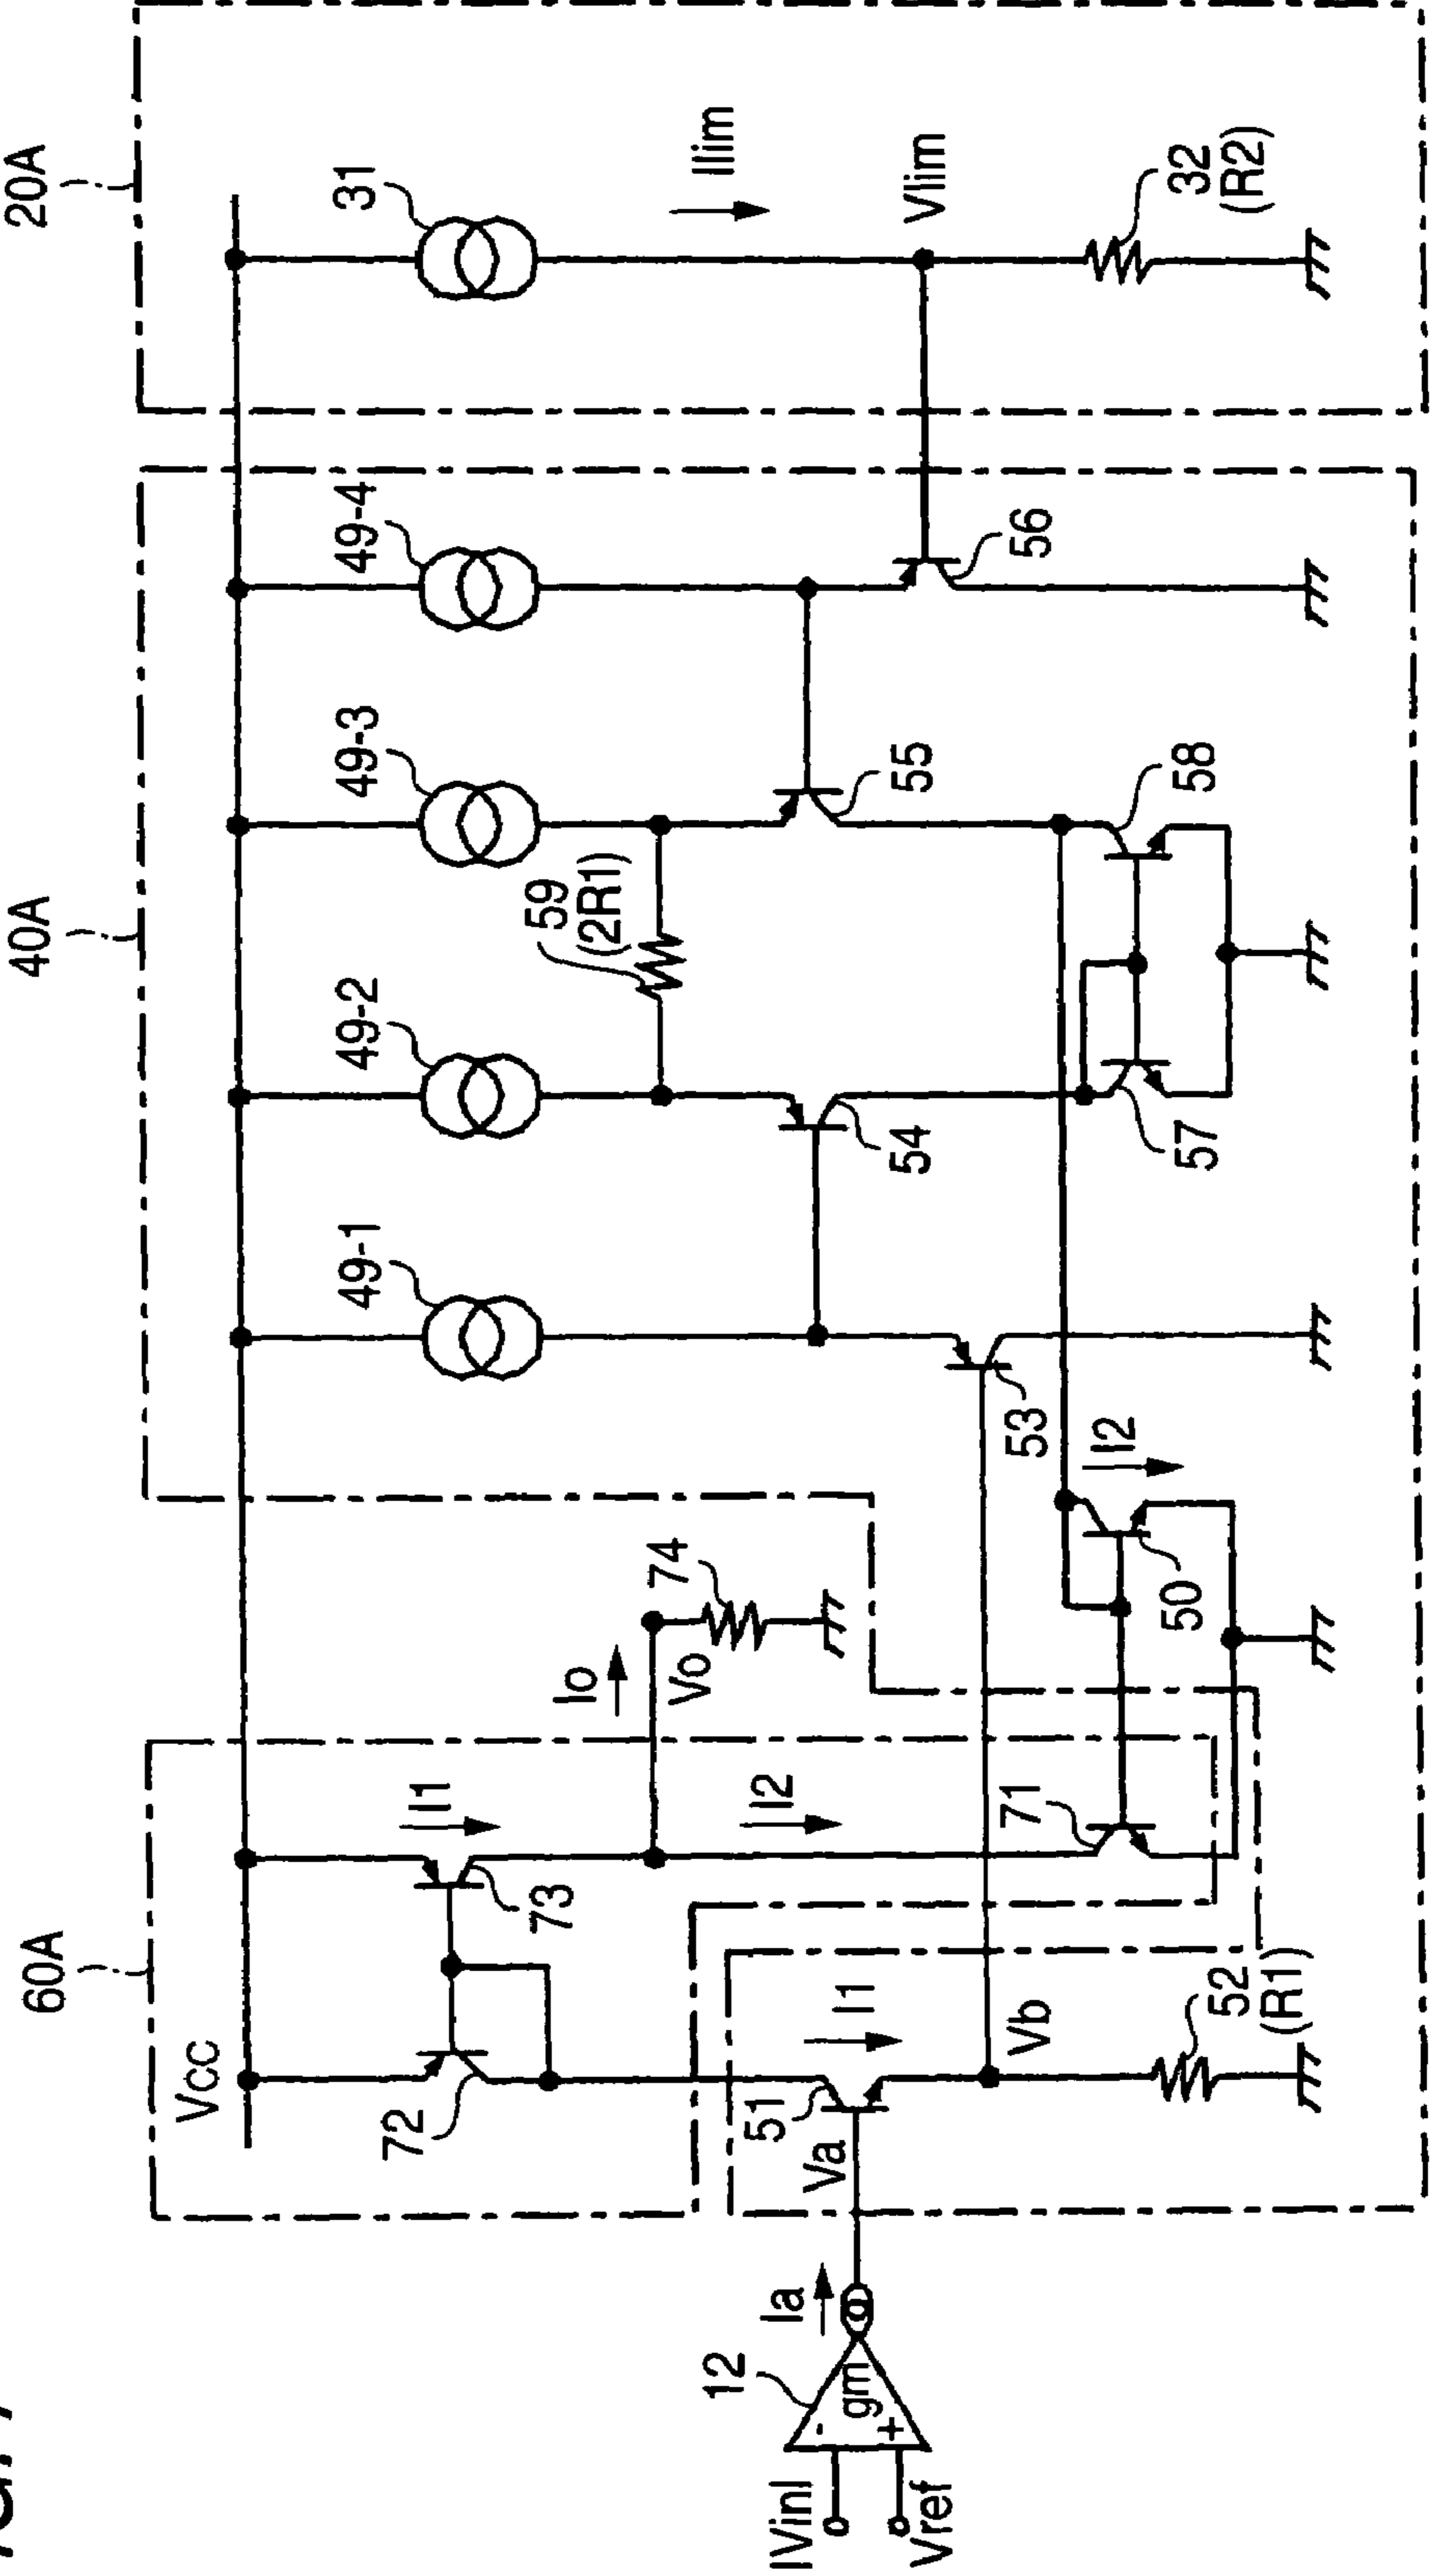 20A
40A
60A
Vcc
31
49-4
49-3
49-2
49-1
Ilim
Vlim
32
(R2)
56
59
(2R1)
55
58
54
57
53
I2
50
74
Io
Vo
I1
I2
73
71
72
I1
51
Va
Vb
52
(R1)
Ia
12
gm
-
+
IVinI
Vref